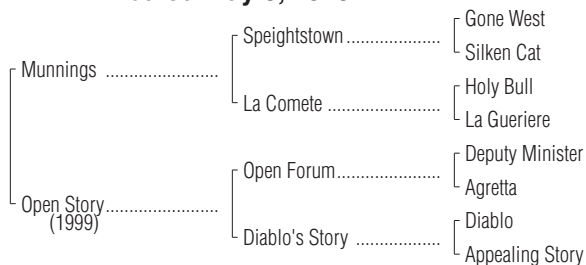 Gone West
Speightstown
Silken Cat
Munnings
Holy Bull
La Comete
La Gueriere
Deputy Minister
Open Forum
Agretta
Open Story
(1999)
Diablo
Diablo's Story
Appealing Story